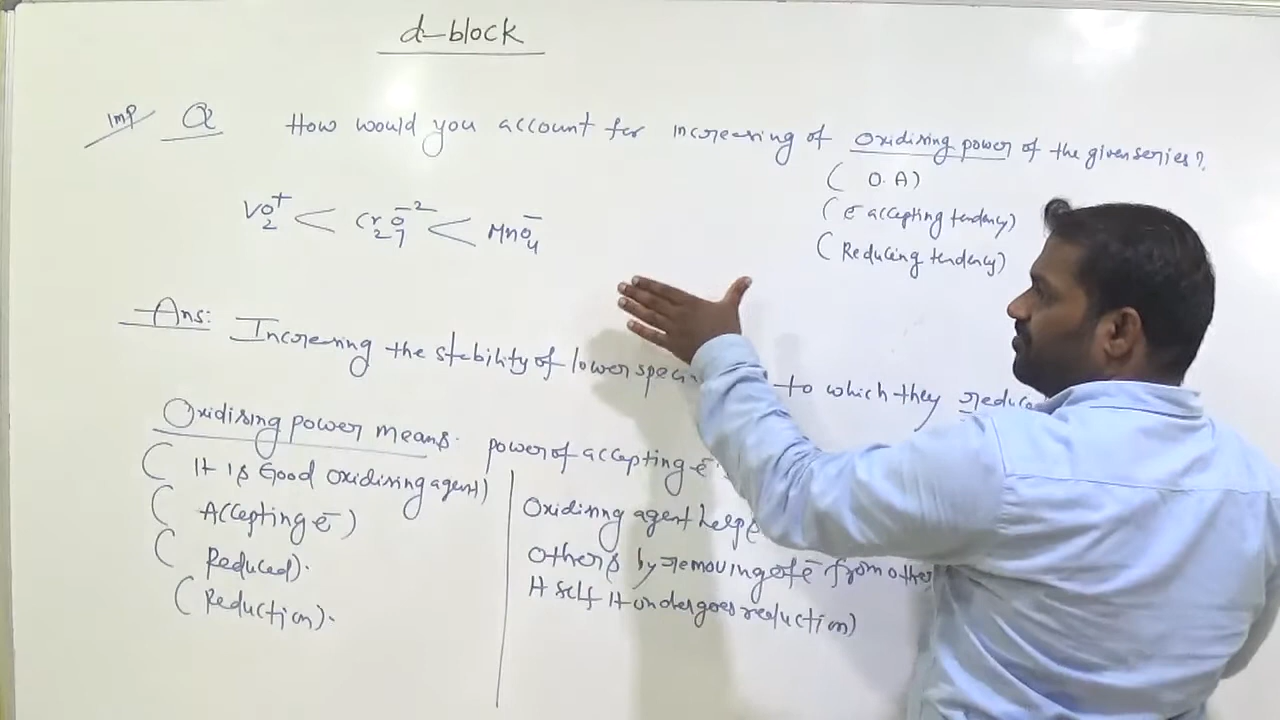 d-block
Imp Q How would you account for increasing of oxidising power of the given series?
( O.A)
( e⁻ accepting tendency)
( Reducing tendency)
VO₂⁺ < Cr₂O₇⁻² < MnO₄⁻
Ans: Increasing the stability of lower to which they
Oxidising power means power of accepting e⁻
( It is Good oxidising agent)
( Accepting e⁻ )
( Reduced).
( Reduction).
Oxidising agent helps
others by removing of e⁻ from other
It self It undergoes reduction)